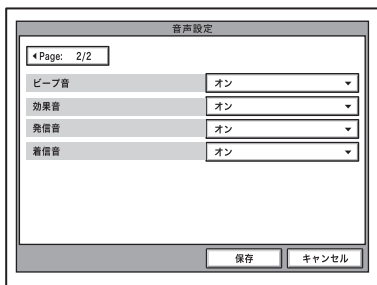 音声設定
Page: 2/2
ビープ音 オン
効果音 オン
発信音 オン
着信音 オン
保存 キャンセル